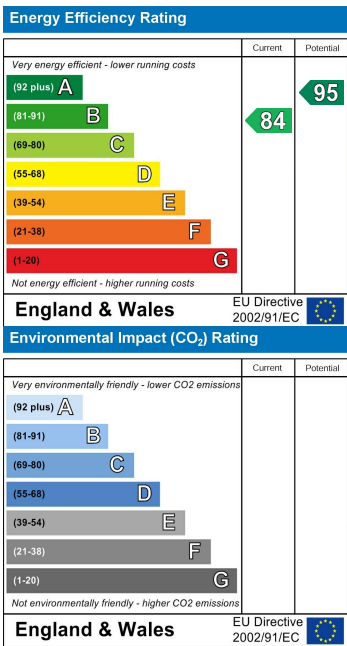 Energy Efficiency Rating
Current Potential
Very energy efficient - lower running costs
(92 plus) A
95
(81-91) B
84
(69-80) C
(55-68) D
(39-54) E
(21-38) F
(1-20) G
Not energy efficient - higher running costs
England & Wales
EU Directive
2002/91/EC
Environmental Impact (CO₂) Rating
Current Potential
Very environmentally friendly - lower CO2 emissions
(92 plus) A
(81-91) B
(69-80) C
(55-68) D
(39-54) E
(21-38) F
(1-20) G
Not environmentally friendly - higher CO2 emissions
England & Wales
EU Directive
2002/91/EC